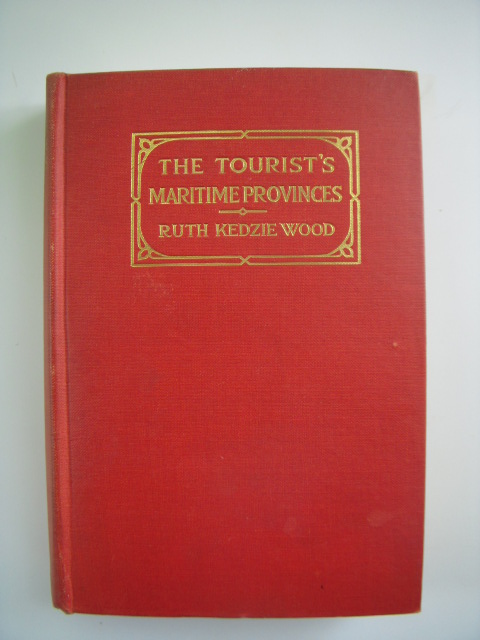 THE TOURIST'S
MARITIME PROVINCES
RUTH KEDZIE WOOD